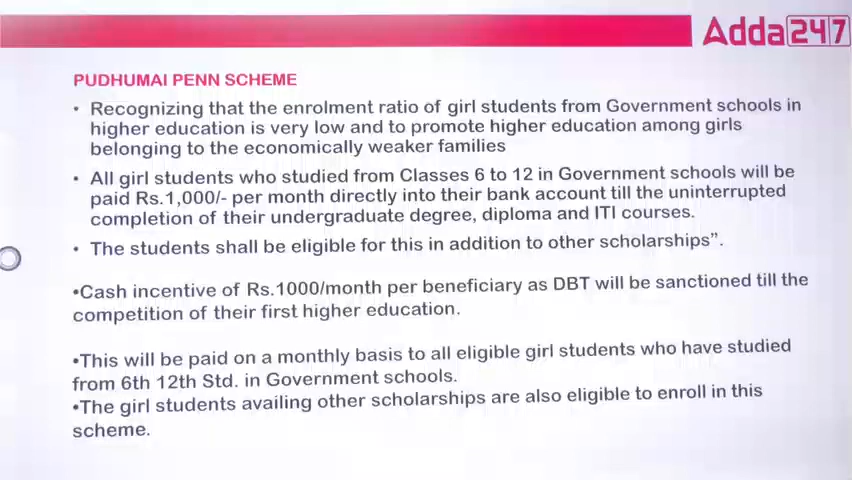 Adda247
PUDHUMAI PENN SCHEME
• Recognizing that the enrolment ratio of girl students from Government schools in
higher education is very low and to promote higher education among girls
belonging to the economically weaker families
• All girl students who studied from Classes 6 to 12 in Government schools will be
paid Rs.1,000/- per month directly into their bank account till the uninterrupted
completion of their undergraduate degree, diploma and ITI courses.
• The students shall be eligible for this in addition to other scholarships”.
•Cash incentive of Rs.1000/month per beneficiary as DBT will be sanctioned till the
competition of their first higher education.
•This will be paid on a monthly basis to all eligible girl students who have studied
from 6th 12th Std. in Government schools.
•The girl students availing other scholarships are also eligible to enroll in this
scheme.